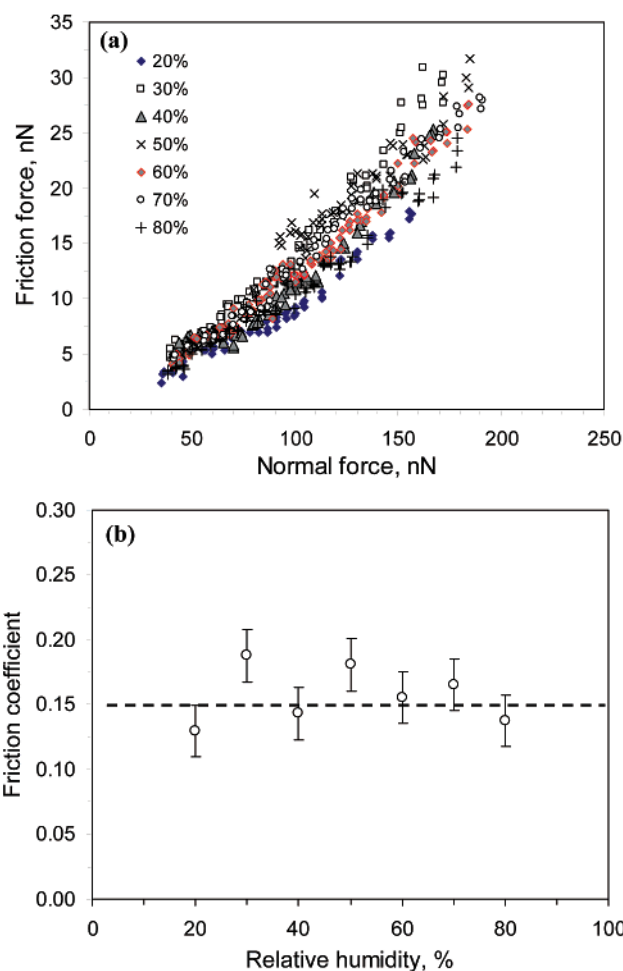 (a)
35
30
25
20
15
10
5
0
Friction force, nN
20%
30%
40%
50%
60%
70%
80%
0 50 100 150 200 250
Normal force, nN
(b)
0.30
0.25
0.20
0.15
0.10
0.05
0.00
Friction coefficient
0 20 40 60 80 100
Relative humidity, %